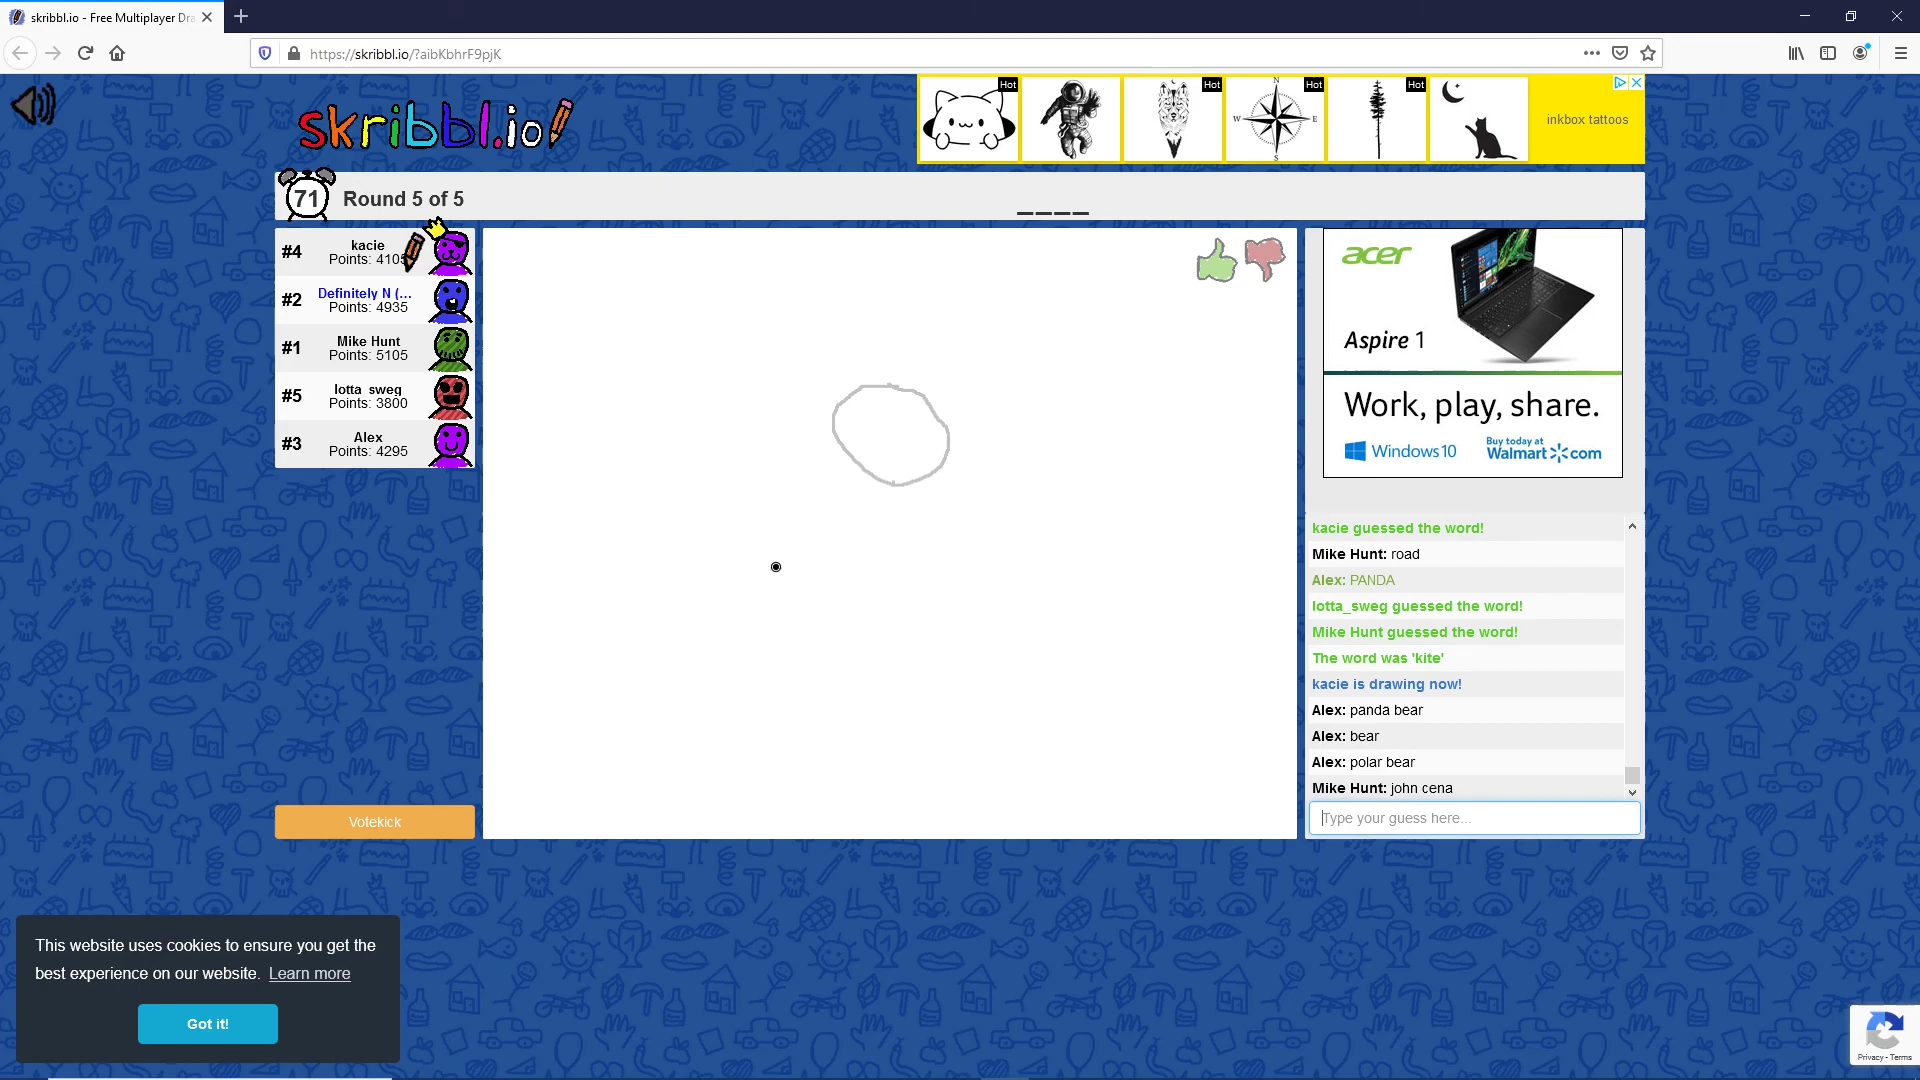 skribbl.io - Free Multiplayer Dra
https://skribbl.io/?aibKbhrF9pjK
skribbl.io
Hot
Hot
Hot
Hot
N
W
E
S
inkbox tattoos
71
Round 5 of 5
_ _ _ _
#4
kacie
Points: 4105
#2
Definitely N (...
Points: 4935
#1
Mike Hunt
Points: 5105
#5
lotta_sweg
Points: 3800
#3
Alex
Points: 4295
Votekick
acer
Aspire 1
Work, play, share.
Windows10
Buy today at
Walmart.com
kacie guessed the word!
Mike Hunt: road
Alex: PANDA
lotta_sweg guessed the word!
Mike Hunt guessed the word!
The word was 'kite'
kacie is drawing now!
Alex: panda bear
Alex: bear
Alex: polar bear
Mike Hunt: john cena
Type your guess here...
This website uses cookies to ensure you get the
best experience on our website. Learn more
Got it!
Privacy - Terms